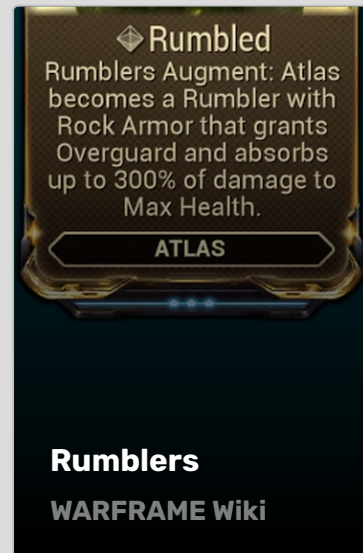 Rumbled
Rumblers Augment: Atlas
becomes a Rumbler with
Rock Armor that grants
Overguard and absorbs
up to 300% of damage to
Max Health.
ATLAS
Rumblers
WARFRAME Wiki